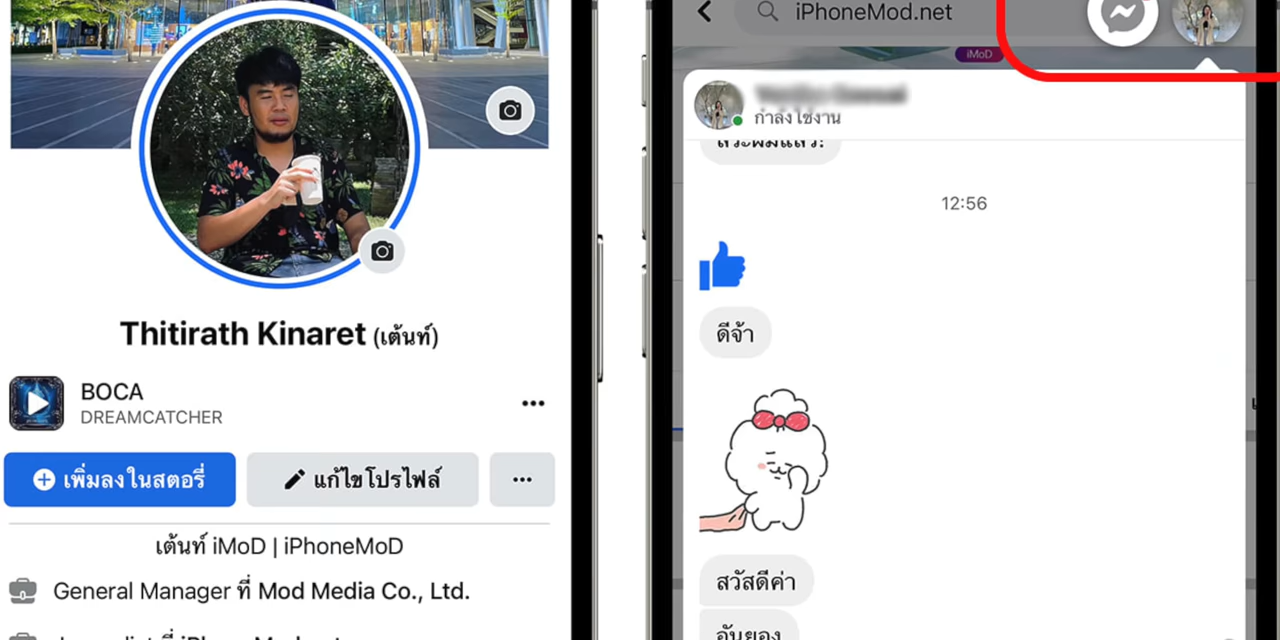 Thitirath Kinaret (เต้นท์)
BOCA
DREAMCATCHER
เพิ่มลงในสตอรี่
แก้ไขโปรไฟล์
เต้นท์ iMoD | iPhoneMoD
General Manager ที่ Mod Media Co., Ltd.
iPhoneMod.net
iMoD
กำลังใช้งาน
12:56
ดีจ้า
สวัสดีค่า